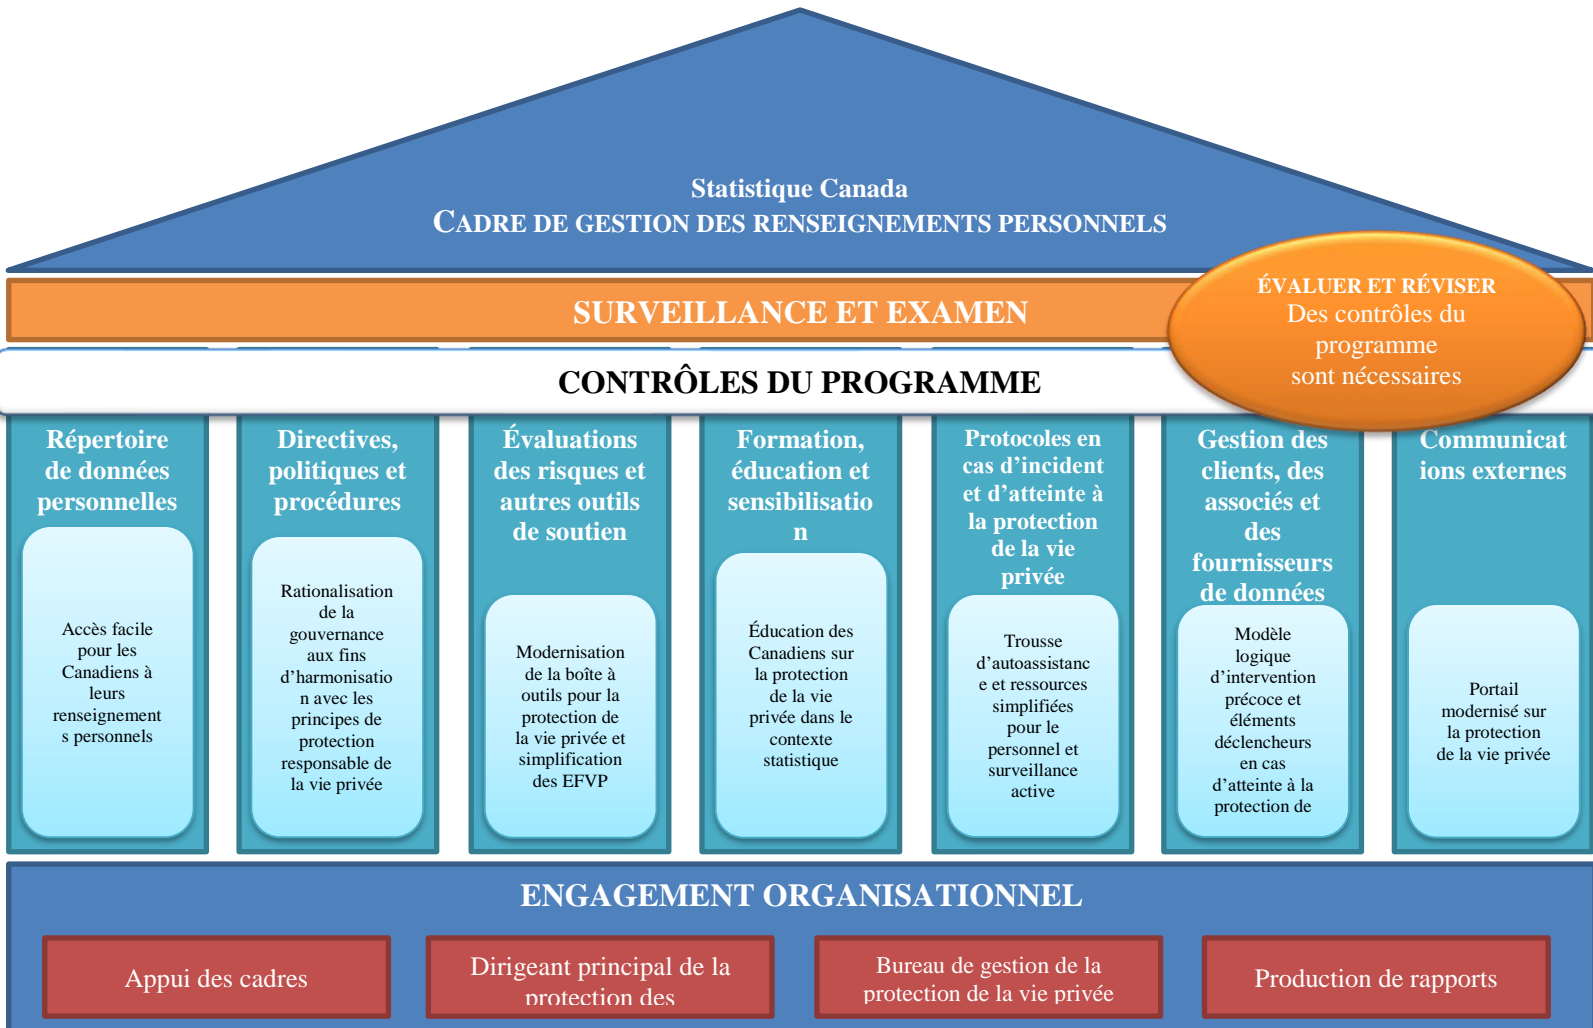 Statistique Canada
CADRE DE GESTION DES RENSEIGNEMENTS PERSONNELS
SURVEILLANCE ET EXAMEN
ÉVALUER ET RÉVISER
Des contrôles du
programme
sont nécessaires
CONTRÔLES DU PROGRAMME
Répertoire
de données
personnelles
Accès facile
pour les
Canadiens à
leurs
renseignement
s personnels
Directives,
politiques et
procédures
Rationalisation
de la
gouvernance
aux fins
d’harmonisatio
n avec les
principes de
protection
responsable de
la vie privée
Évaluations
des risques et
autres outils
de soutien
Modernisation
de la boîte à
outils pour la
protection de
la vie privée et
simplification
des EFVP
Formation,
éducation et
sensibilisatio
n
Éducation des
Canadiens sur
la protection
de la vie
privée dans le
contexte
statistique
Protocoles en
cas d’incident
et d’atteinte à
la protection
de la vie
privée
Trousse
d’autoassistanc
e et ressources
simplifiées
pour le
personnel et
surveillance
active
Gestion des
clients, des
associés et
des
fournisseurs
de données
Modèle
logique
d’intervention
précoce et
éléments
déclencheurs
en cas
d’atteinte à la
protection de
Communicat
ions externes
Portail
modernisé sur
la protection
de la vie privée
ENGAGEMENT ORGANISATIONNEL
Appui des cadres
Dirigeant principal de la
protection des
Bureau de gestion de la
protection de la vie privée
Production de rapports